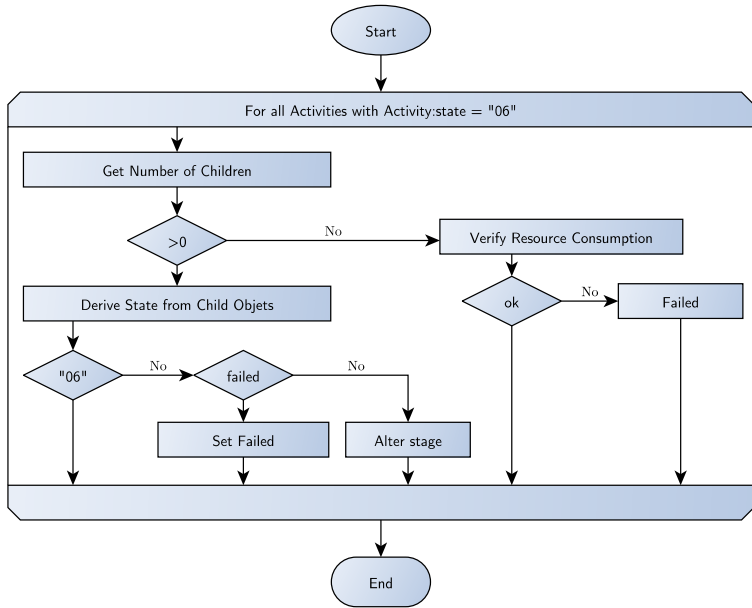 Start
For all Activities with Activity:state = "06"
Get Number of Children
>0
No
Verify Resource Consumption
Derive State from Child Objets
ok
No
Failed
"06"
No
failed
No
Set Failed
Alter stage
End